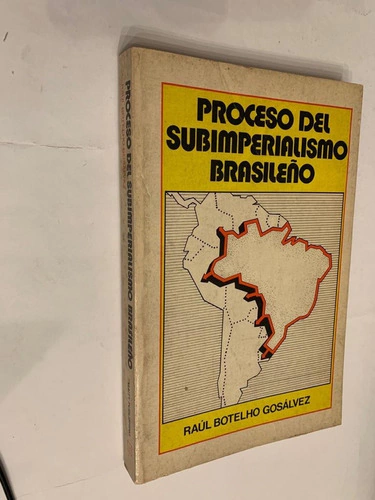 PROCESO DEL
SUBIMPERIALISMO
BRASILEÑO
RAÚL BOTELHO GOSÁLVEZ
PROCESO DEL SUBIMPERIALISMO BRASILEÑO